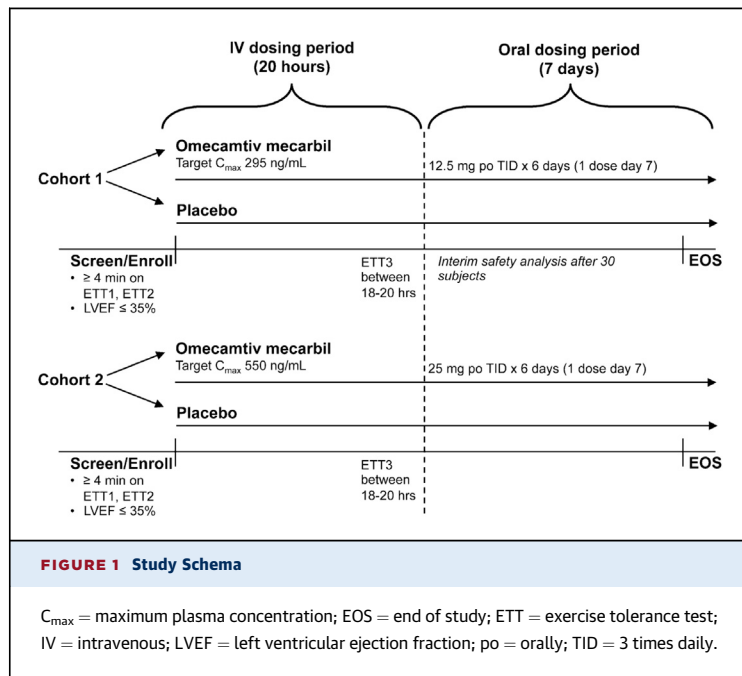 IV dosing period
(20 hours)
Oral dosing period
(7 days)
Cohort 1
Omecamtiv mecarbil
Target Cmax 295 ng/mL
12.5 mg po TID x 6 days (1 dose day 7)
Placebo
Screen/Enroll
• ≥ 4 min on
ETT1, ETT2
• LVEF ≤ 35%
ETT3
between
18-20 hrs
Interim safety analysis after 30
subjects
EOS
Cohort 2
Omecamtiv mecarbil
Target Cmax 550 ng/mL
25 mg po TID x 6 days (1 dose day 7)
Placebo
Screen/Enroll
• ≥ 4 min on
ETT1, ETT2
• LVEF ≤ 35%
ETT3
between
18-20 hrs
EOS
FIGURE 1 Study Schema
Cmax = maximum plasma concentration; EOS = end of study; ETT = exercise tolerance test;
IV = intravenous; LVEF = left ventricular ejection fraction; po = orally; TID = 3 times daily.